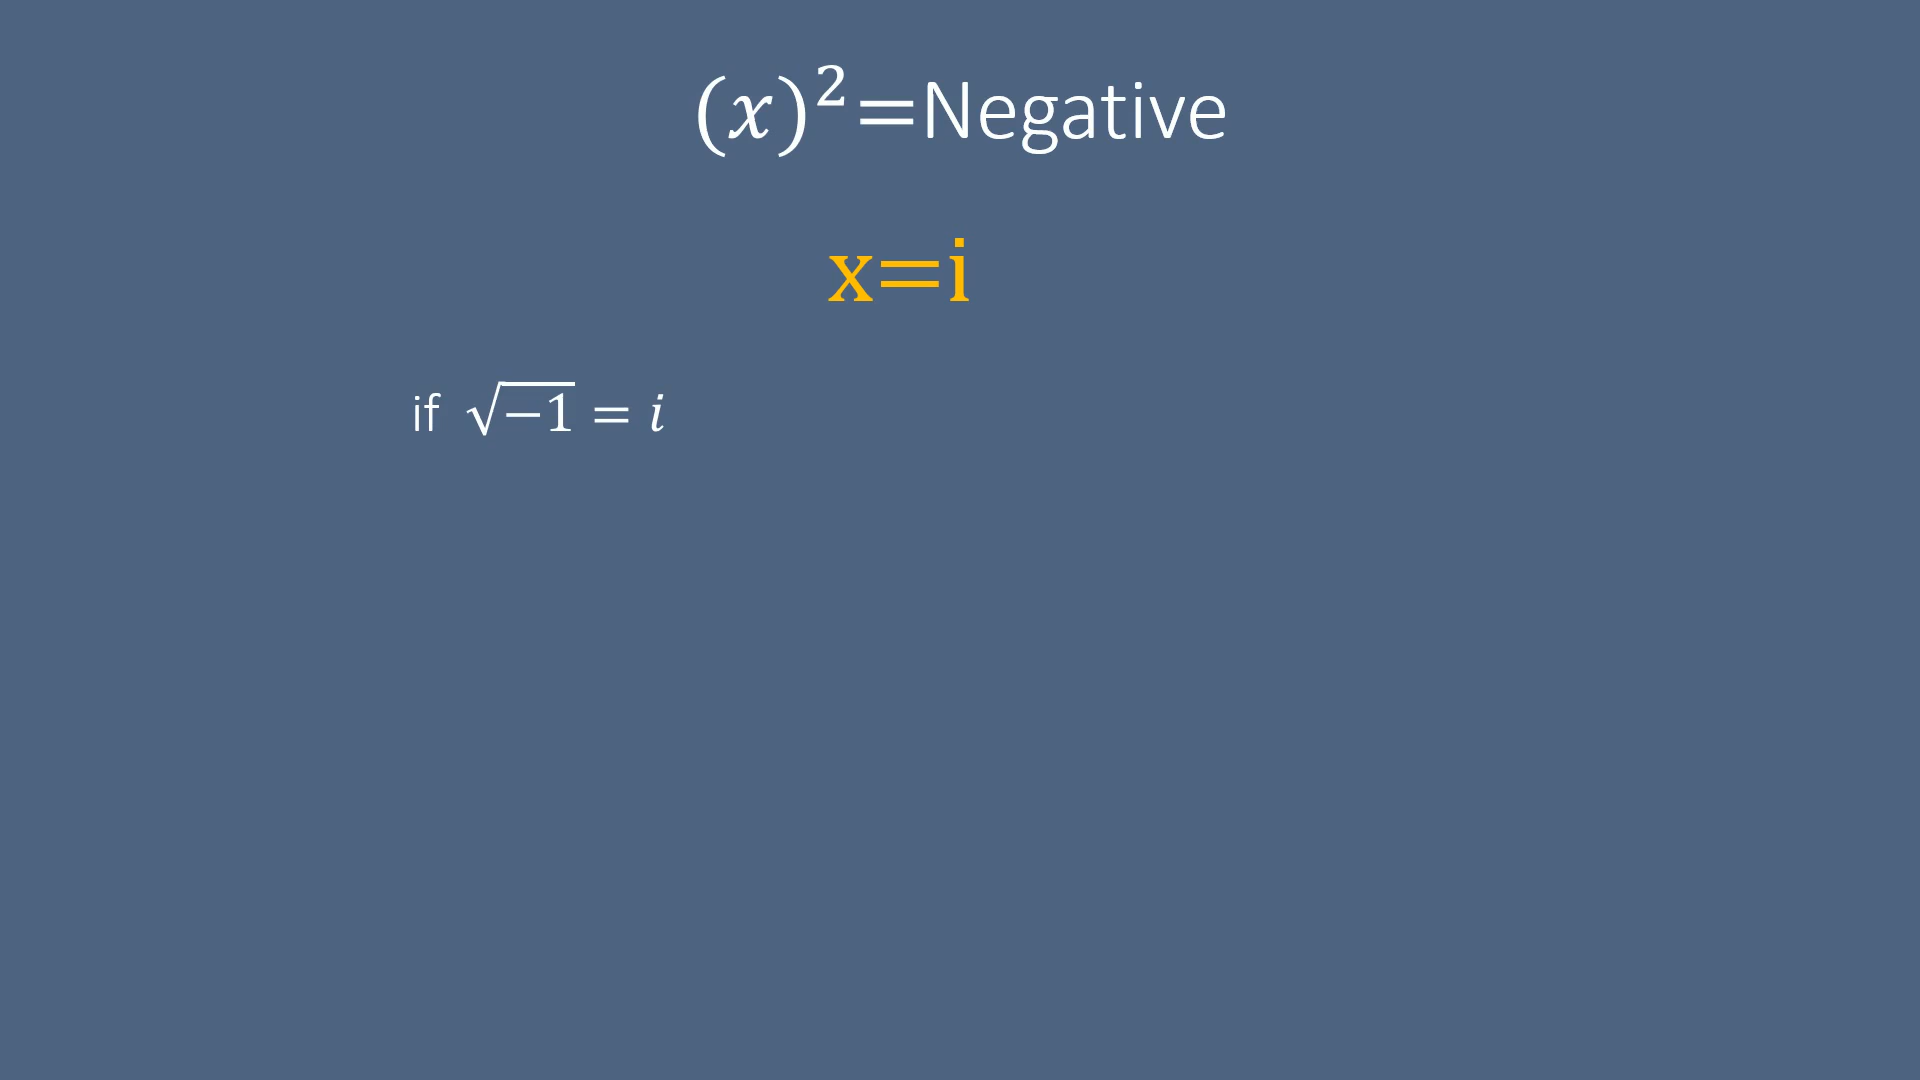 (x)²=Negative
x=i
if √−1 = i